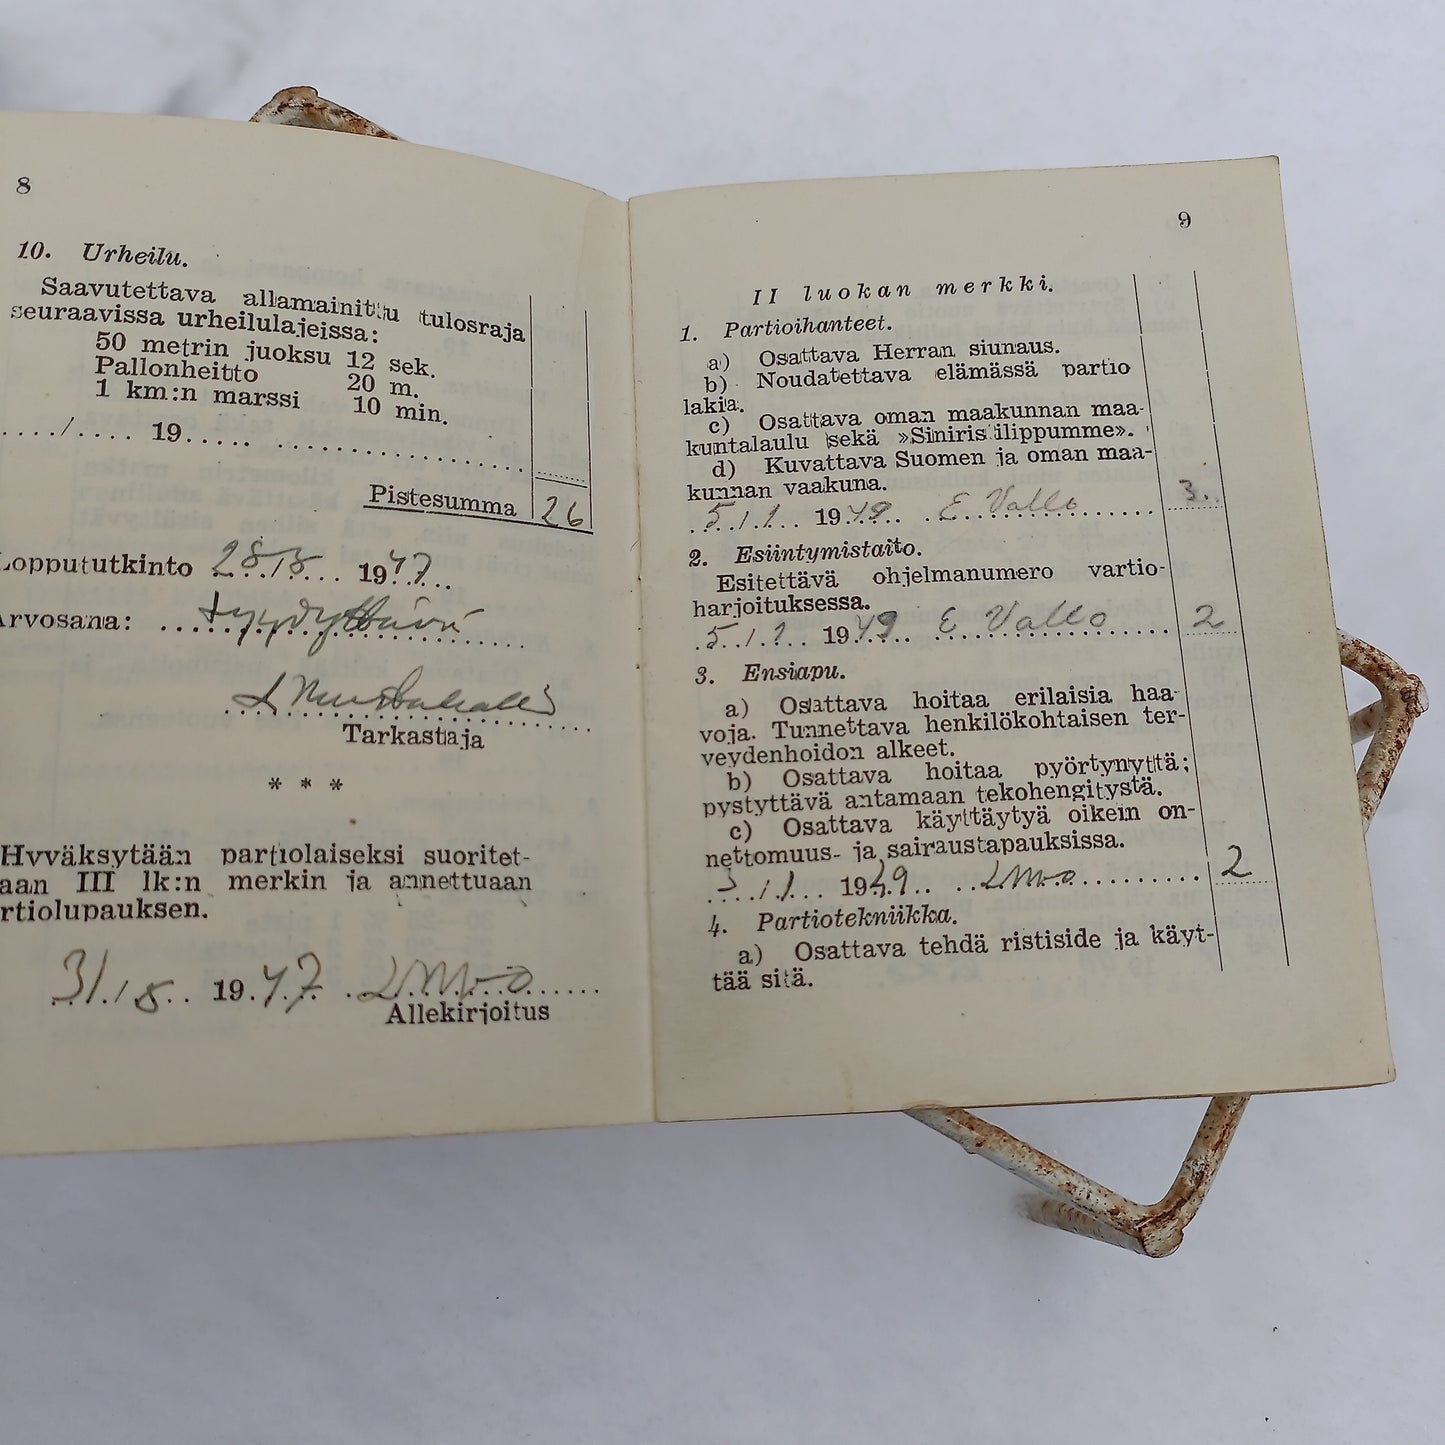 8
10. Urheilu.
Saavutettava allamainittu tulosraja
seuraavissa urheilulajeissa:
50 metrin juoksu 12 sek.
Pallonheitto 20 m.
1 km:n marssi 10 min.
..../.... 19..... ....................
Pistesumma 26
Lopputukinto 28/8 1947
Arvosana: tyydyttävä
Tarkastaja
* * *
Hyväksytään partiolaiseksi suoritet-
aan III lk:n merkin ja annettuaan
rtiolupauksen.
31/8 1947
Allekirjoitus
9
II luokan merkki.
1. Partioihanteet.
a) Osattava Herran siunaus.
b) Noudatettava elämässä partio
lakia.
c) Osattava oman maakunnan maa-
kuntalaulu sekä »Siniristilippumme».
d) Kuvattava Suomen ja oman maa-
kunnan vaakuna.
5/1 1949 E Vallo 3.
2. Esiintymistaito.
Esitettävä ohjelmanumero vartio-
harjoituksessa.
5/1 1949 E Vallo 2
3. Ensiapu.
a) Osattava hoitaa erilaisia haa-
voja. Tunnettava henkilökohtaisen ter-
veydenhoidon alkeet.
b) Osattava hoitaa pyörtynyttä;
pystyttävä antamaan tekohengitystä.
c) Osattava käyttäytyä oikein on-
nettomuus- ja sairaustapauksissa.
1949 2
4. Partiotekniikka.
a) Osattava tehdä ristiside ja käyt-
tää sitä.